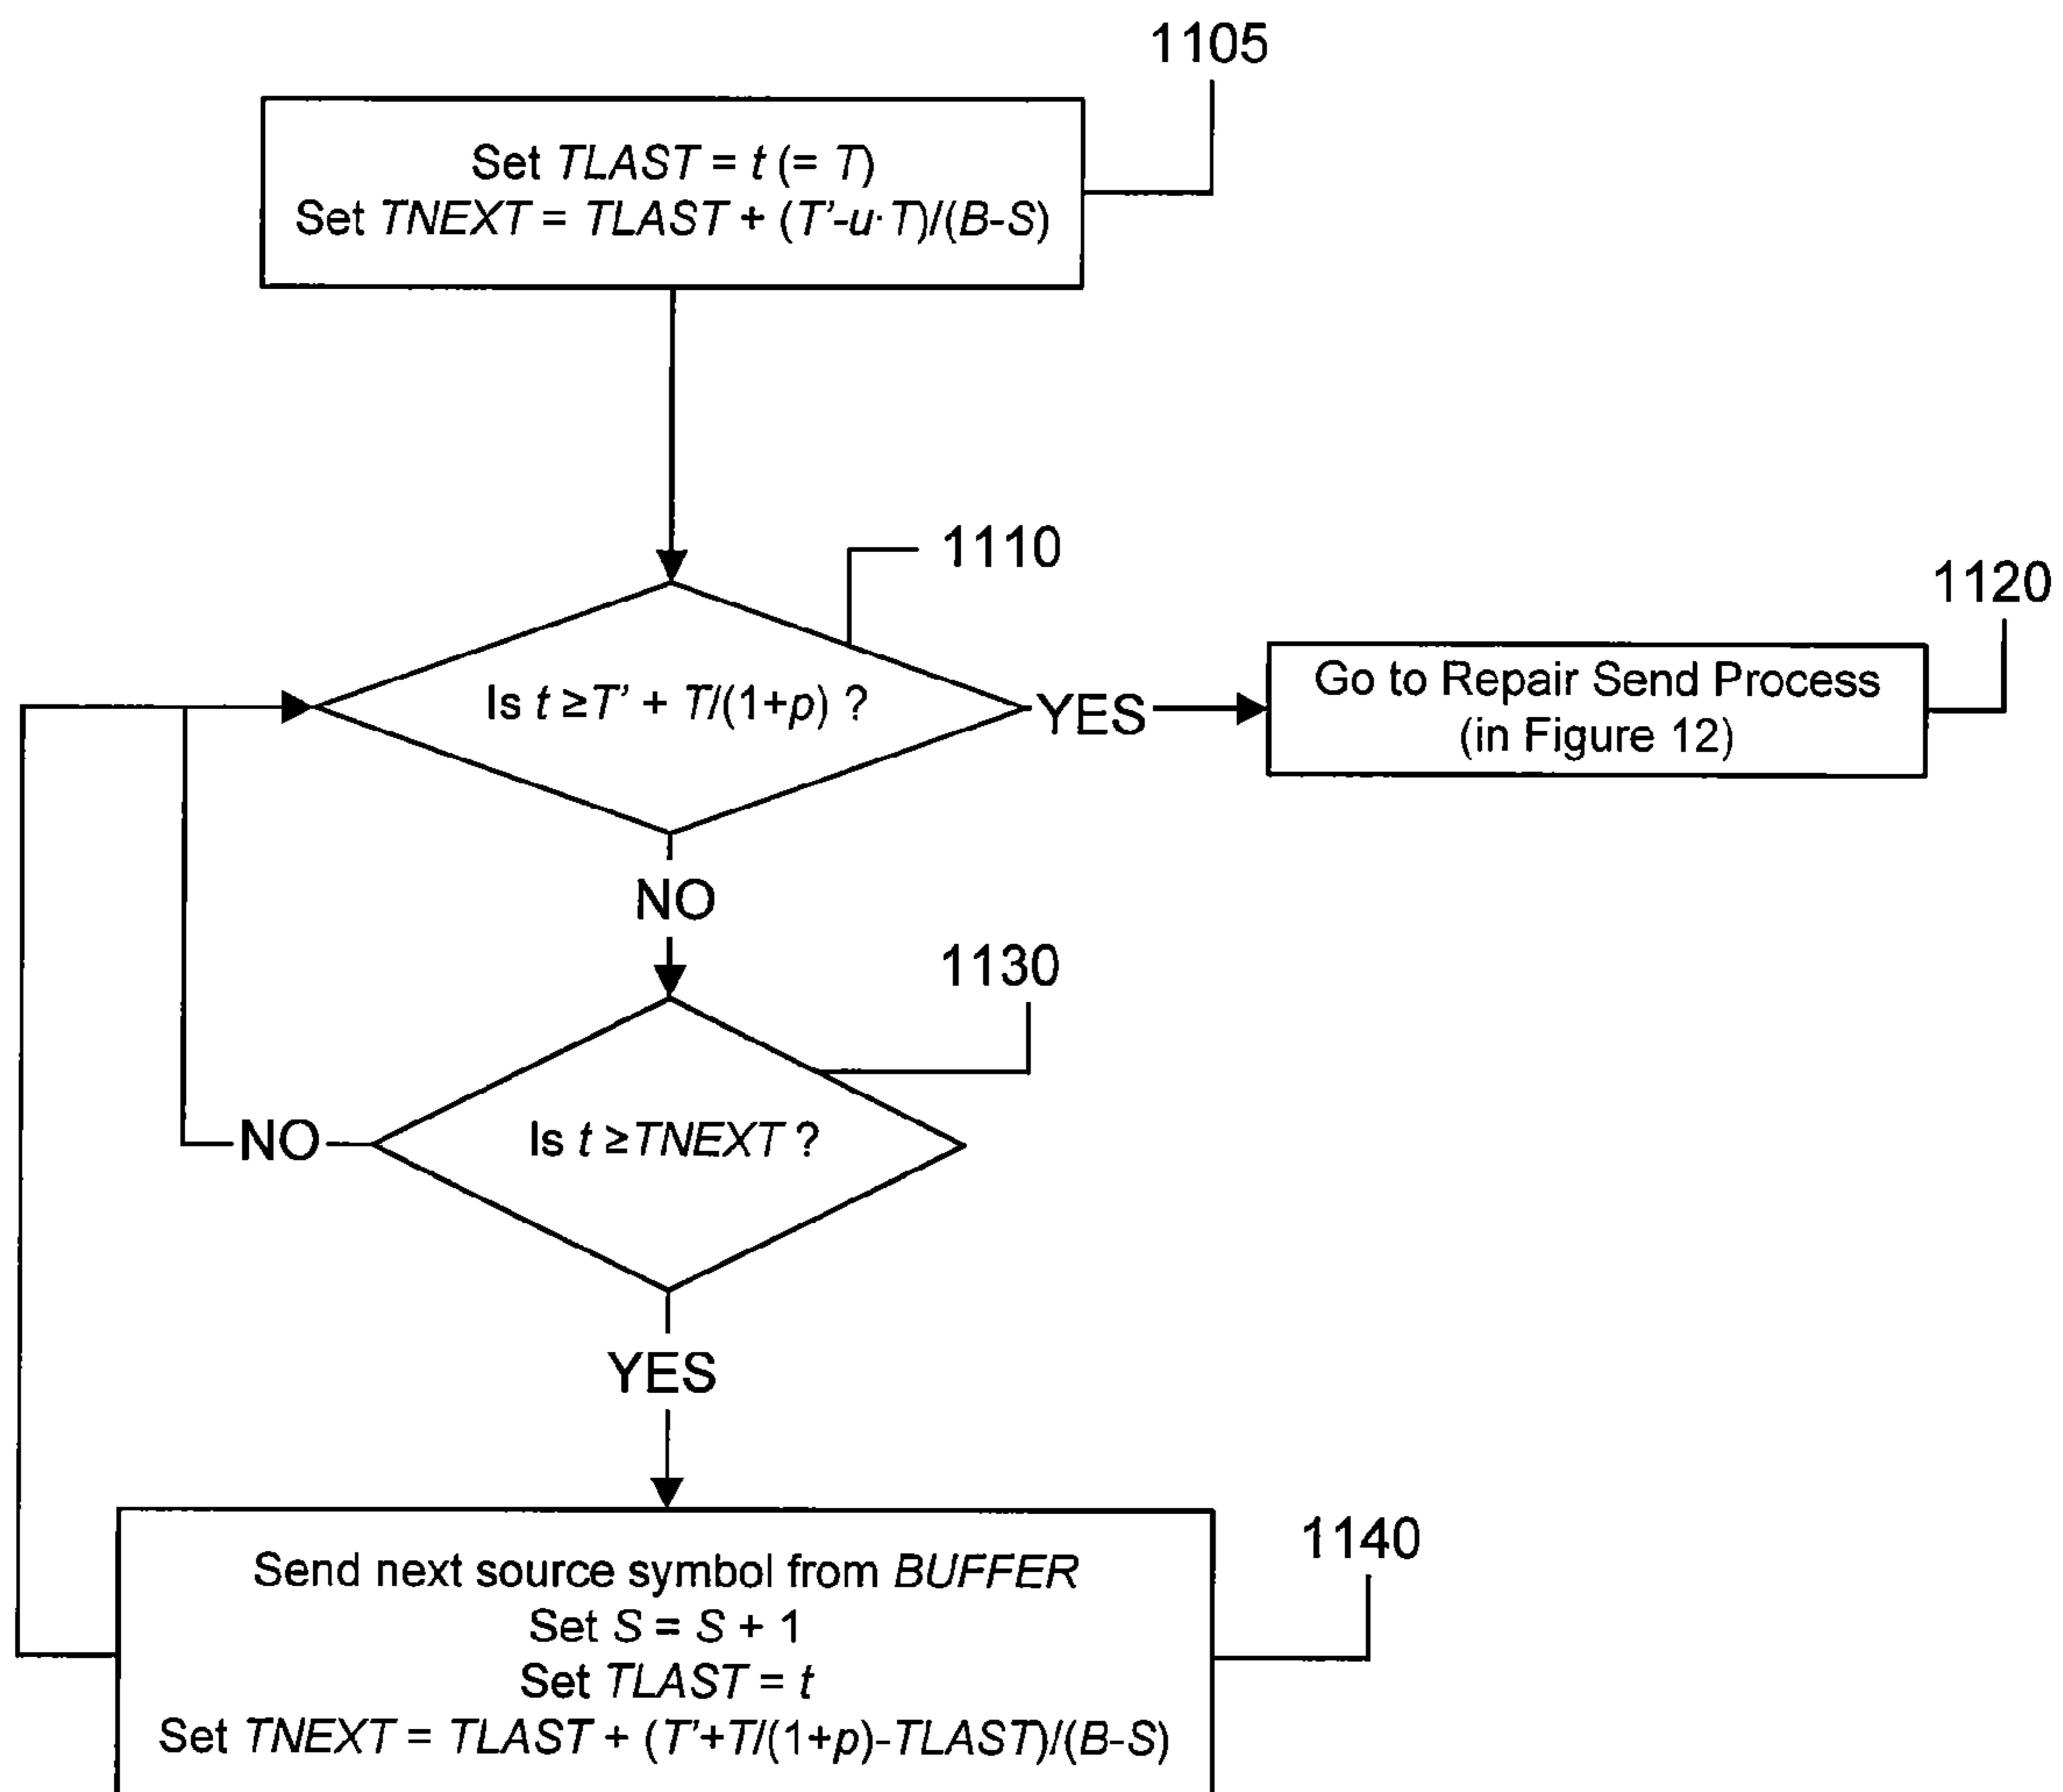 1105
Set TLAST = t (= T)
Set TNEXT = TLAST + (T'-u·T)/(B-S)
1110
1120
Is t ≥T' + T/(1+p) ?
YES
Go to Repair Send Process
(in Figure 12)
NO
1130
Is t ≥TNEXT ?
NO
YES
1140
Send next source symbol from BUFFER
Set S = S + 1
Set TLAST = t
Set TNEXT = TLAST + (T'+T/(1+p)-TLAST)/(B-S)